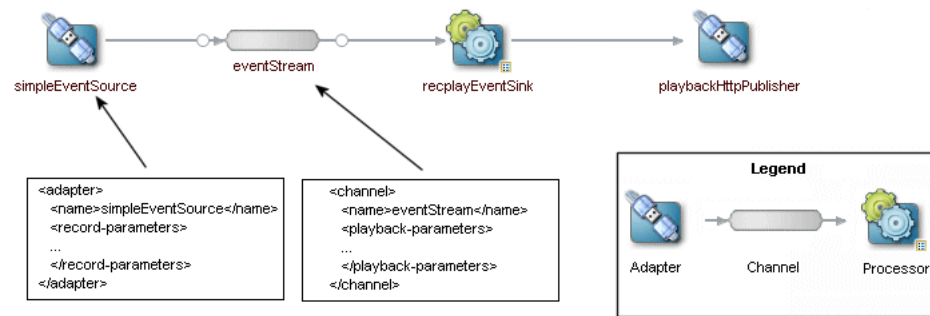 simpleEventSource
eventStream
recplayEventSink
playbackHttpPublisher
<adapter>
<name>simpleEventSource</name>
<record-parameters>
...
</record-parameters>
</adapter>
<channel>
<name>eventStream</name>
<playback-parameters>
...
</playback-parameters>
</channel>
Legend
Adapter
Channel
Processor